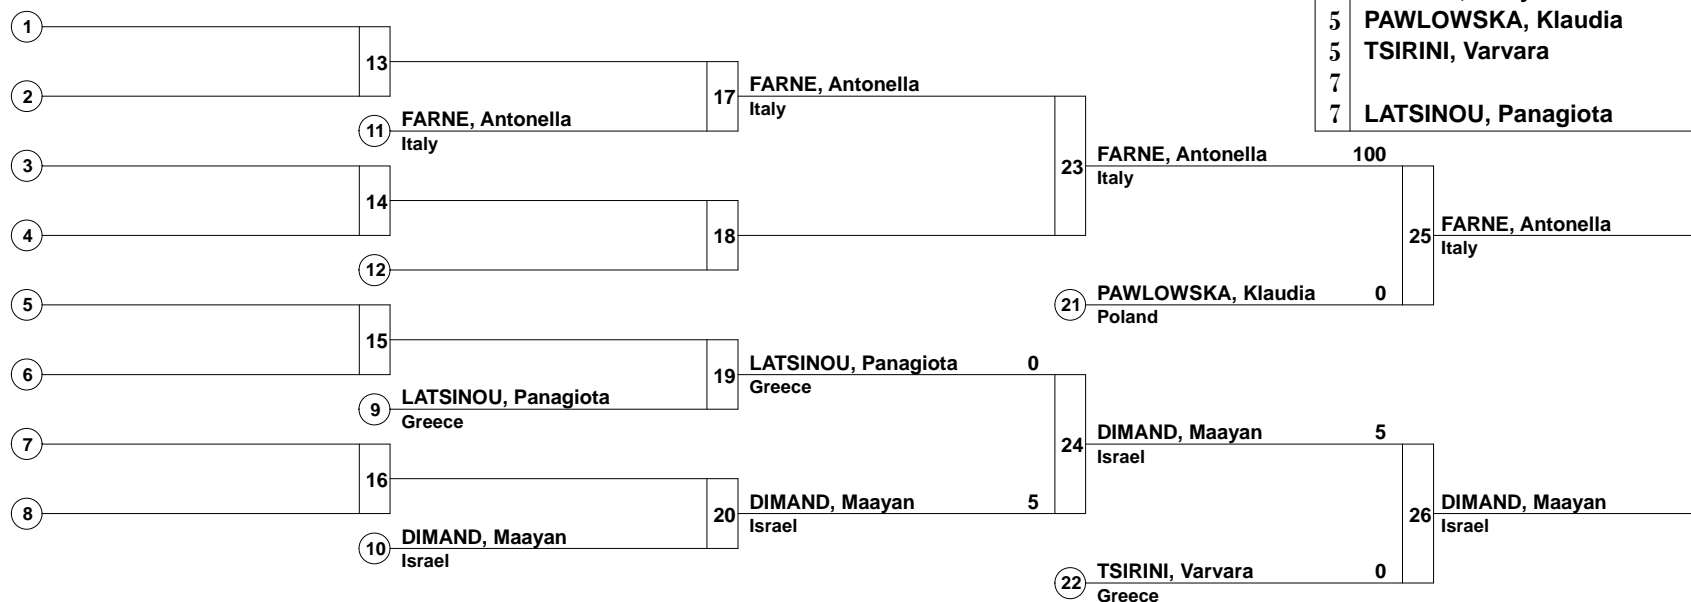 5 PAWLOWSKA, Klaudia
5 TSIRINI, Varvara
7
7 LATSINOU, Panagiota
1
13
2
17
FARNE, Antonella
Italy
11
FARNE, Antonella
Italy
3
23
FARNE, Antonella 100
Italy
14
4
18
25
FARNE, Antonella
Italy
12
5
21
PAWLOWSKA, Klaudia 0
Poland
15
6
19
LATSINOU, Panagiota 0
Greece
9
LATSINOU, Panagiota
Greece
7
24
DIMAND, Maayan 5
Israel
16
8
20
DIMAND, Maayan 5
Israel
26
DIMAND, Maayan
Israel
10
DIMAND, Maayan
Israel
22
TSIRINI, Varvara 0
Greece